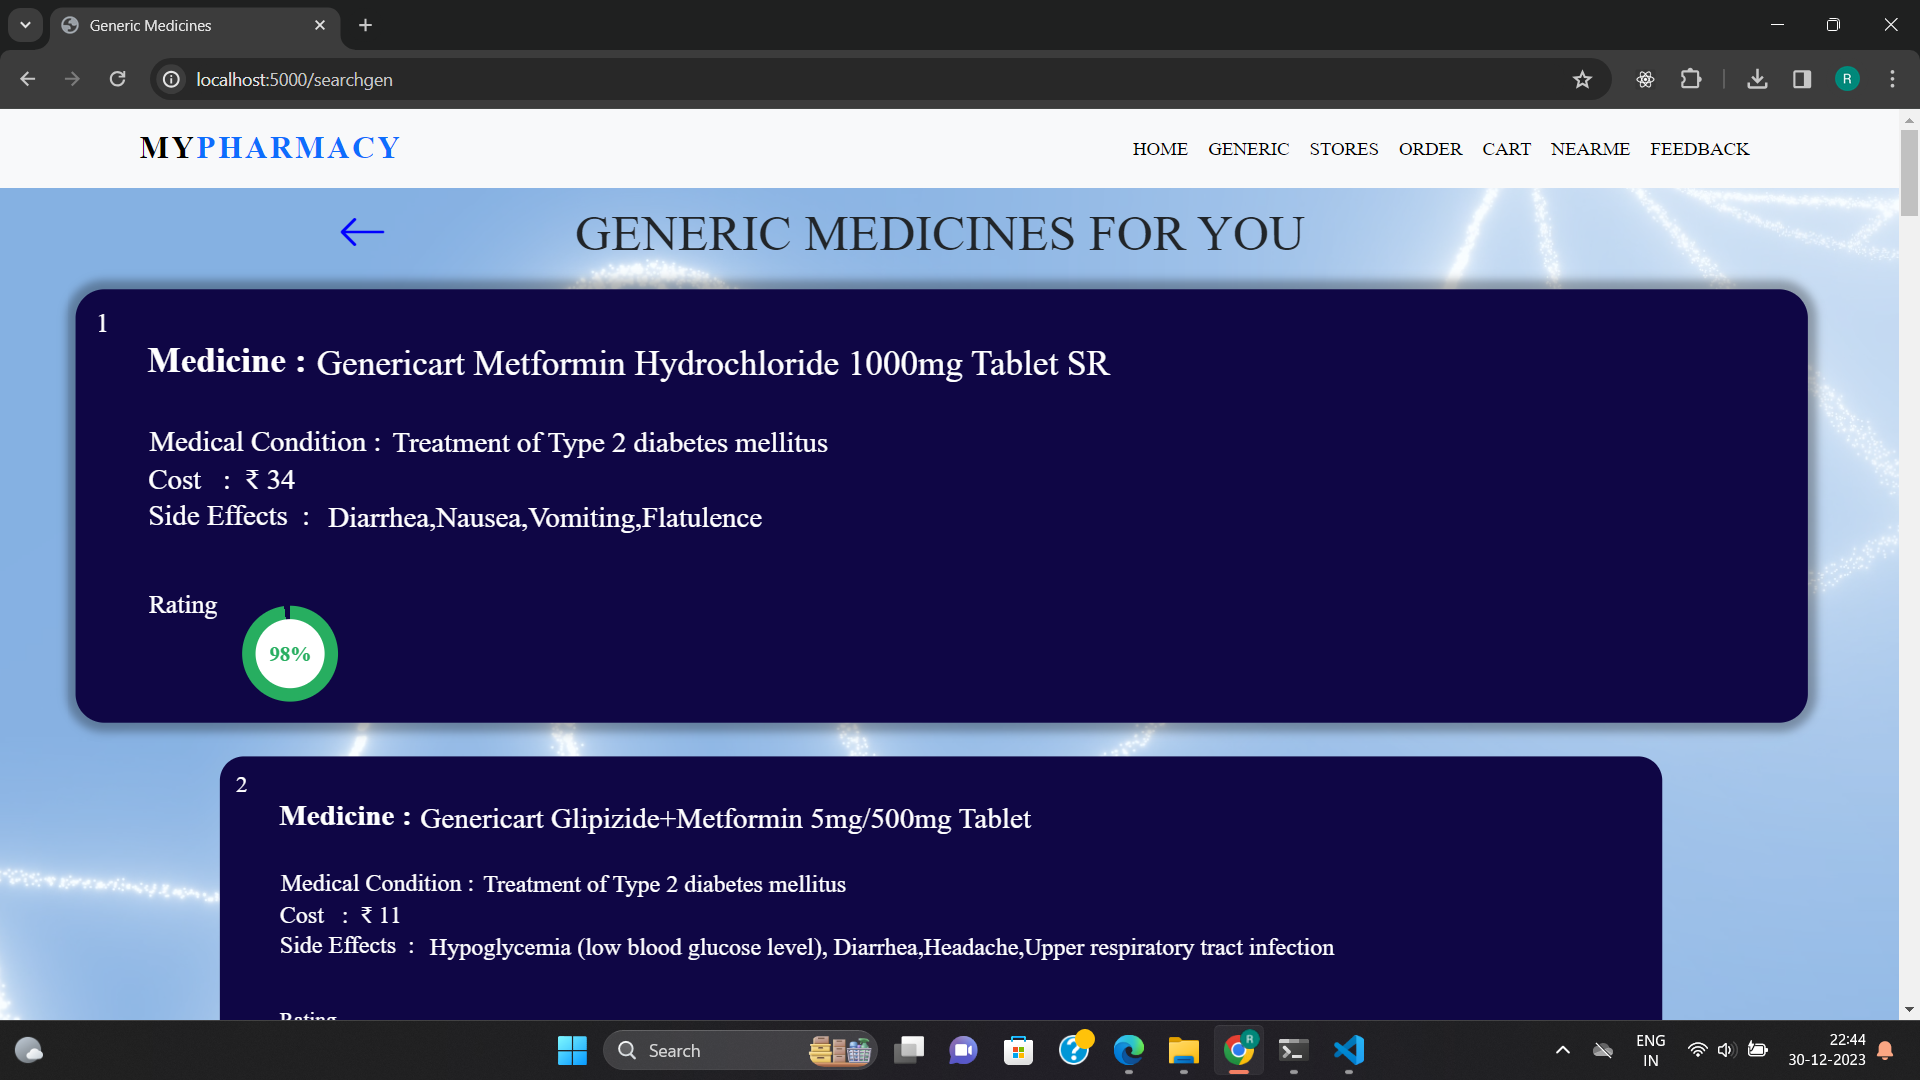 Generic Medicines
localhost:5000/searchgen
R
MYPHARMACY
HOME GENERIC STORES ORDER CART NEARME FEEDBACK
GENERIC MEDICINES FOR YOU
1
Medicine : Genericart Metformin Hydrochloride 1000mg Tablet SR
Medical Condition : Treatment of Type 2 diabetes mellitus
Cost : ₹ 34
Side Effects : Diarrhea,Nausea,Vomiting,Flatulence
Rating
98%
2
Medicine : Genericart Glipizide+Metformin 5mg/500mg Tablet
Medical Condition : Treatment of Type 2 diabetes mellitus
Cost : ₹ 11
Side Effects : Hypoglycemia (low blood glucose level), Diarrhea,Headache,Upper respiratory tract infection
Rating
Search
R
ENG
IN
22:44
30-12-2023